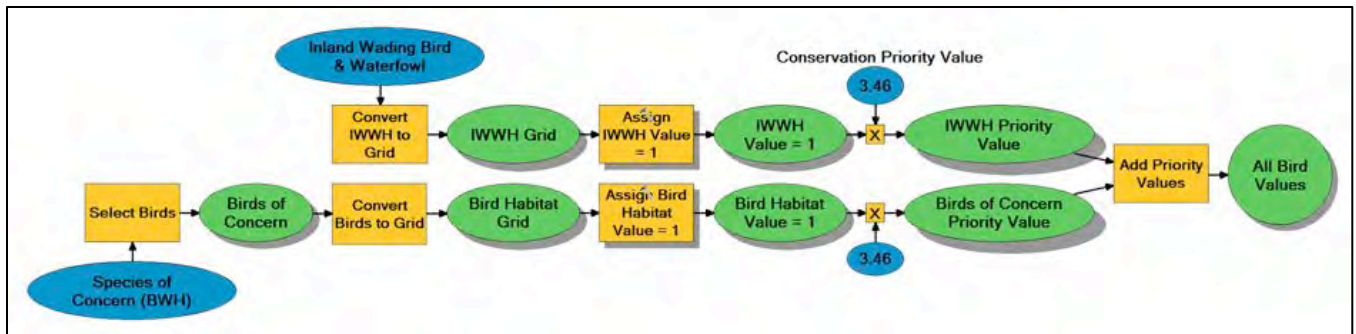 Inland Wading Bird
& Waterfowl
Conservation Priority Value
3.46
Convert
IWWH to
Grid
IWWH Grid
Assign
IWWH Value
= 1
IWWH
Value = 1
X
IWWH Priority
Value
Add Priority
Values
All Bird
Values
Select Birds
Birds of
Concern
Convert
Birds to Grid
Bird Habitat
Grid
Assign Bird
Habitat
Value = 1
Bird Habitat
Value = 1
X
Birds of Concern
Priority Value
3.46
Species of
Concern (BWH)